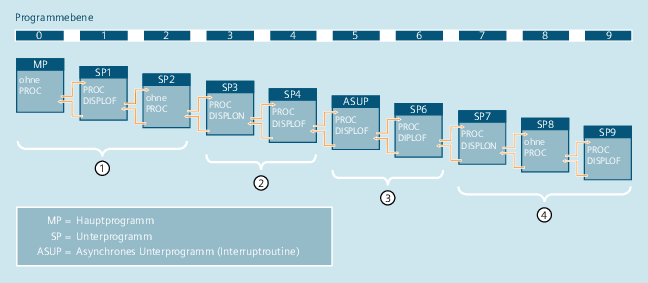 Programmebene
0 1 2 3 4 5 6 7 8 9
MP
ohne
PROC
SP1
PROC
DISPLOF
SP2
ohne
PROC
SP3
PROC
DISPLON
SP4
PROC
DISPLOF
ASUP
PROC
DISPLOF
SP6
PROC
DIPLOF
SP7
PROC
DISPLON
SP8
ohne
PROC
SP9
PROC
DISPLOF
1
2
3
4
MP = Hauptprogramm
SP = Unterprogramm
ASUP = Asynchrones Unterprogramm (Interruptroutine)